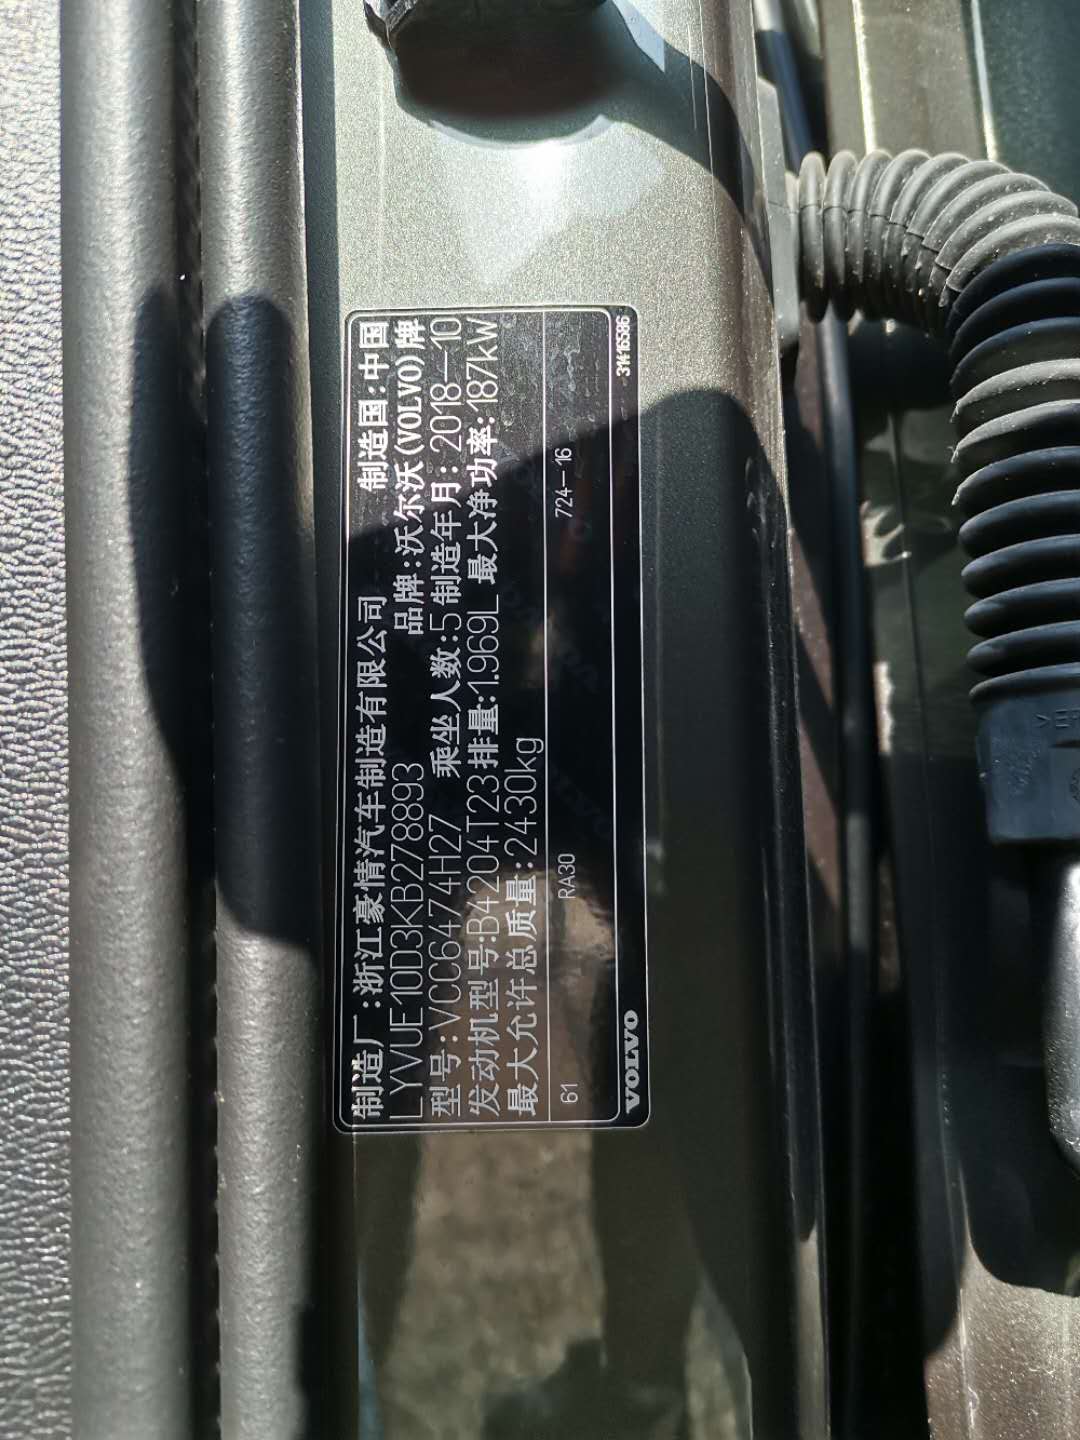 制造厂:浙江豪情汽车制造有限公司 制造国:中国
LYVUE10D3KB278893 品牌:沃尔沃(VOLVO)牌
型号:VCC6474H27 乘坐人数:5 制造年月:2018-10
发动机型号:B4204T23 排量:1.969L 最大净功率:187kW
最大允许总质量:2430kg
61 RA30 724-16
VOLVO 31416586